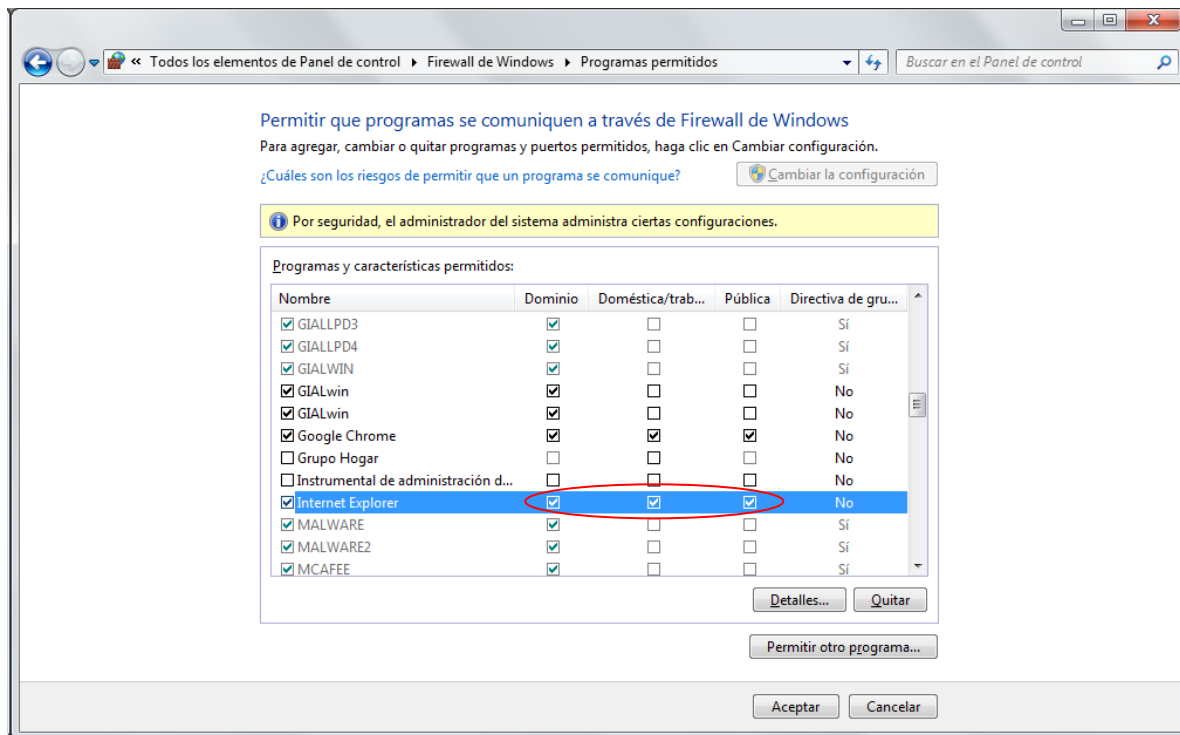 « Todos los elementos de Panel de control ▸ Firewall de Windows ▸ Programas permitidos
Buscar en el Panel de control
Permitir que programas se comuniquen a través de Firewall de Windows
Para agregar, cambiar o quitar programas y puertos permitidos, haga clic en Cambiar configuración.
¿Cuáles son los riesgos de permitir que un programa se comunique?
Cambiar la configuración
Por seguridad, el administrador del sistema administra ciertas configuraciones.
Programas y características permitidos:
Nombre Dominio Doméstica/trab... Pública Directiva de gru...
GIALLPD3 Sí
GIALLPD4 Sí
GIALWIN Sí
GIALwin No
GIALwin No
Google Chrome No
Grupo Hogar No
Instrumental de administración d... No
Internet Explorer No
MALWARE Sí
MALWARE2 Sí
MCAFEE Sí
Detalles... Quitar
Permitir otro programa...
Aceptar Cancelar